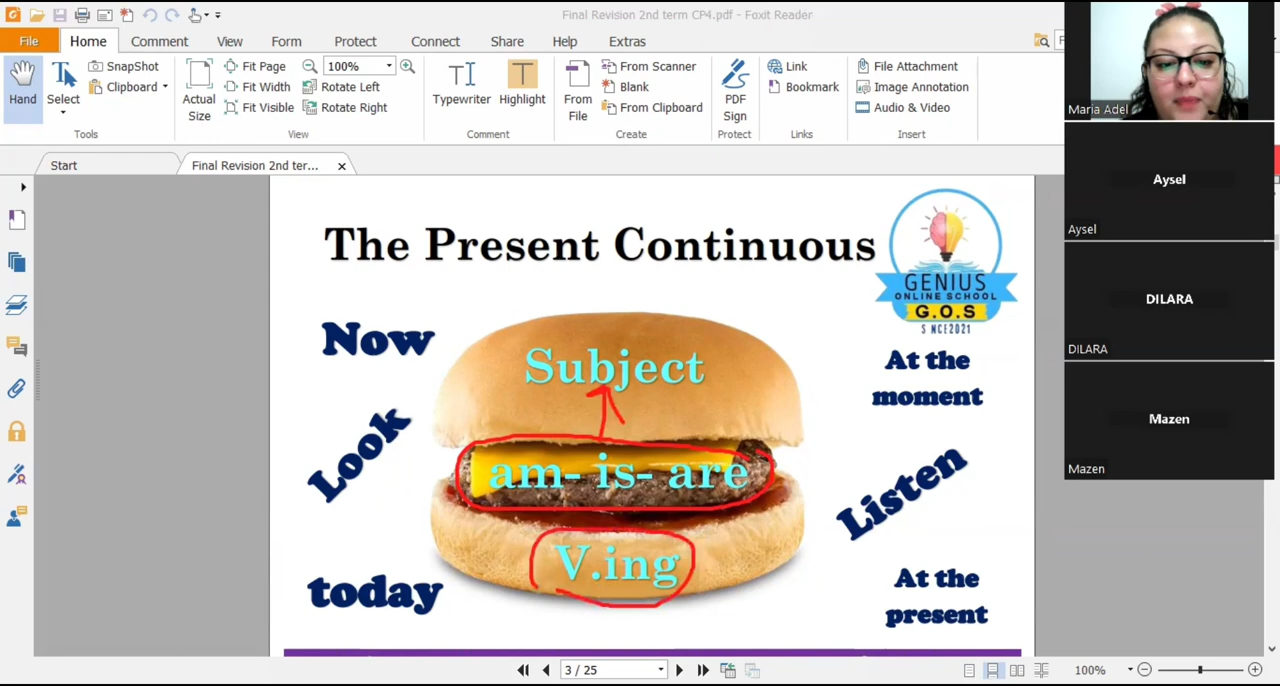 Final Revision 2nd term CP4.pdf - Foxit Reader
File
Home
Comment
View
Form
Protect
Connect
Share
Help
Extras
Hand
Select
SnapShot
Clipboard
Actual
Size
Fit Page
Fit Width
Fit Visible
100%
Rotate Left
Rotate Right
Typewriter
Highlight
From
File
From Scanner
Blank
From Clipboard
PDF
Sign
Link
Bookmark
File Attachment
Image Annotation
Audio & Video
Tools
View
Comment
Create
Protect
Links
Insert
Start
Final Revision 2nd ter...
The Present Continuous
GENIUS
ONLINE SCHOOL
G.O.S
SINCE2021
Now
Subject
At the
moment
Look
am- is- are
Listen
today
V.ing
At the
present
3 / 25
100%
Maria Adel
Aysel
Aysel
DILARA
DILARA
Mazen
Mazen